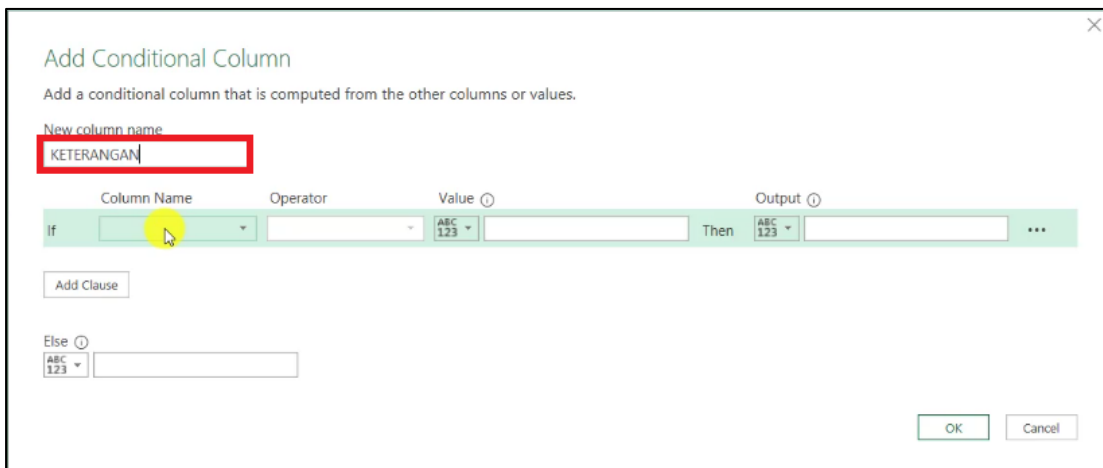 Add Conditional Column
Add a conditional column that is computed from the other columns or values.
New column name
KETERANGAN
Column Name Operator Value Output
If ABC 123 Then ABC 123 ...
Add Clause
Else
ABC 123
OK Cancel